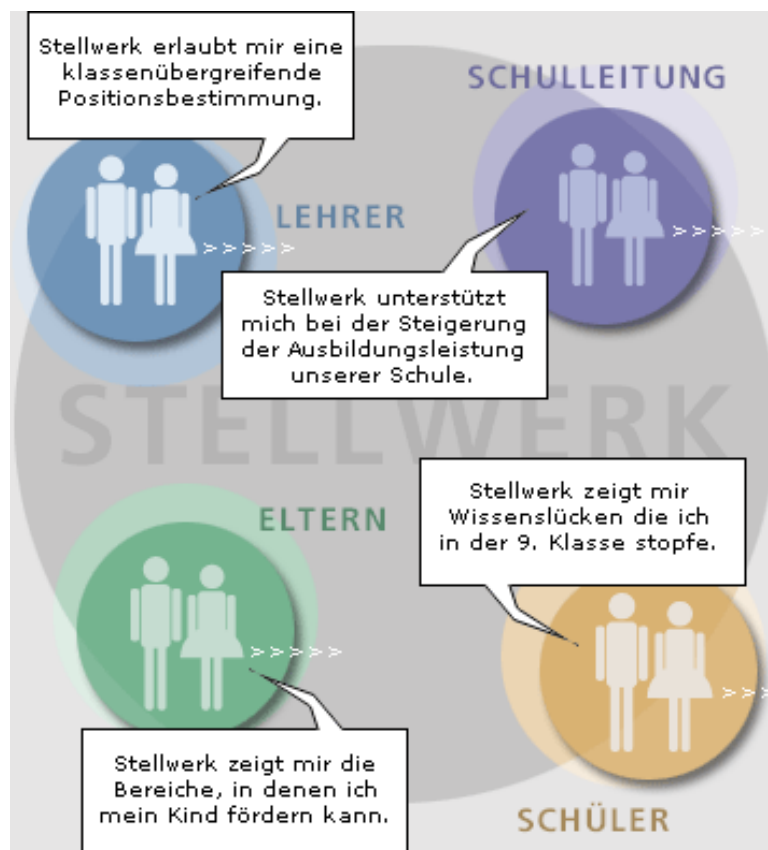 Stellwerk erlaubt mir eine
klassenübergreifende
Positionsbestimmung.
SCHULLEITUNG
LEHRER
>>>>>
>>>>>
Stellwerk unterstützt
mich bei der Steigerung
der Ausbildungsleistung
unserer Schule.
STELLWERK
Stellwerk zeigt mir
Wissenslücken die ich
in der 9. Klasse stopfe.
ELTERN
>>>>>
>>>
Stellwerk zeigt mir die
Bereiche, in denen ich
mein Kind fördern kann.
SCHÜLER